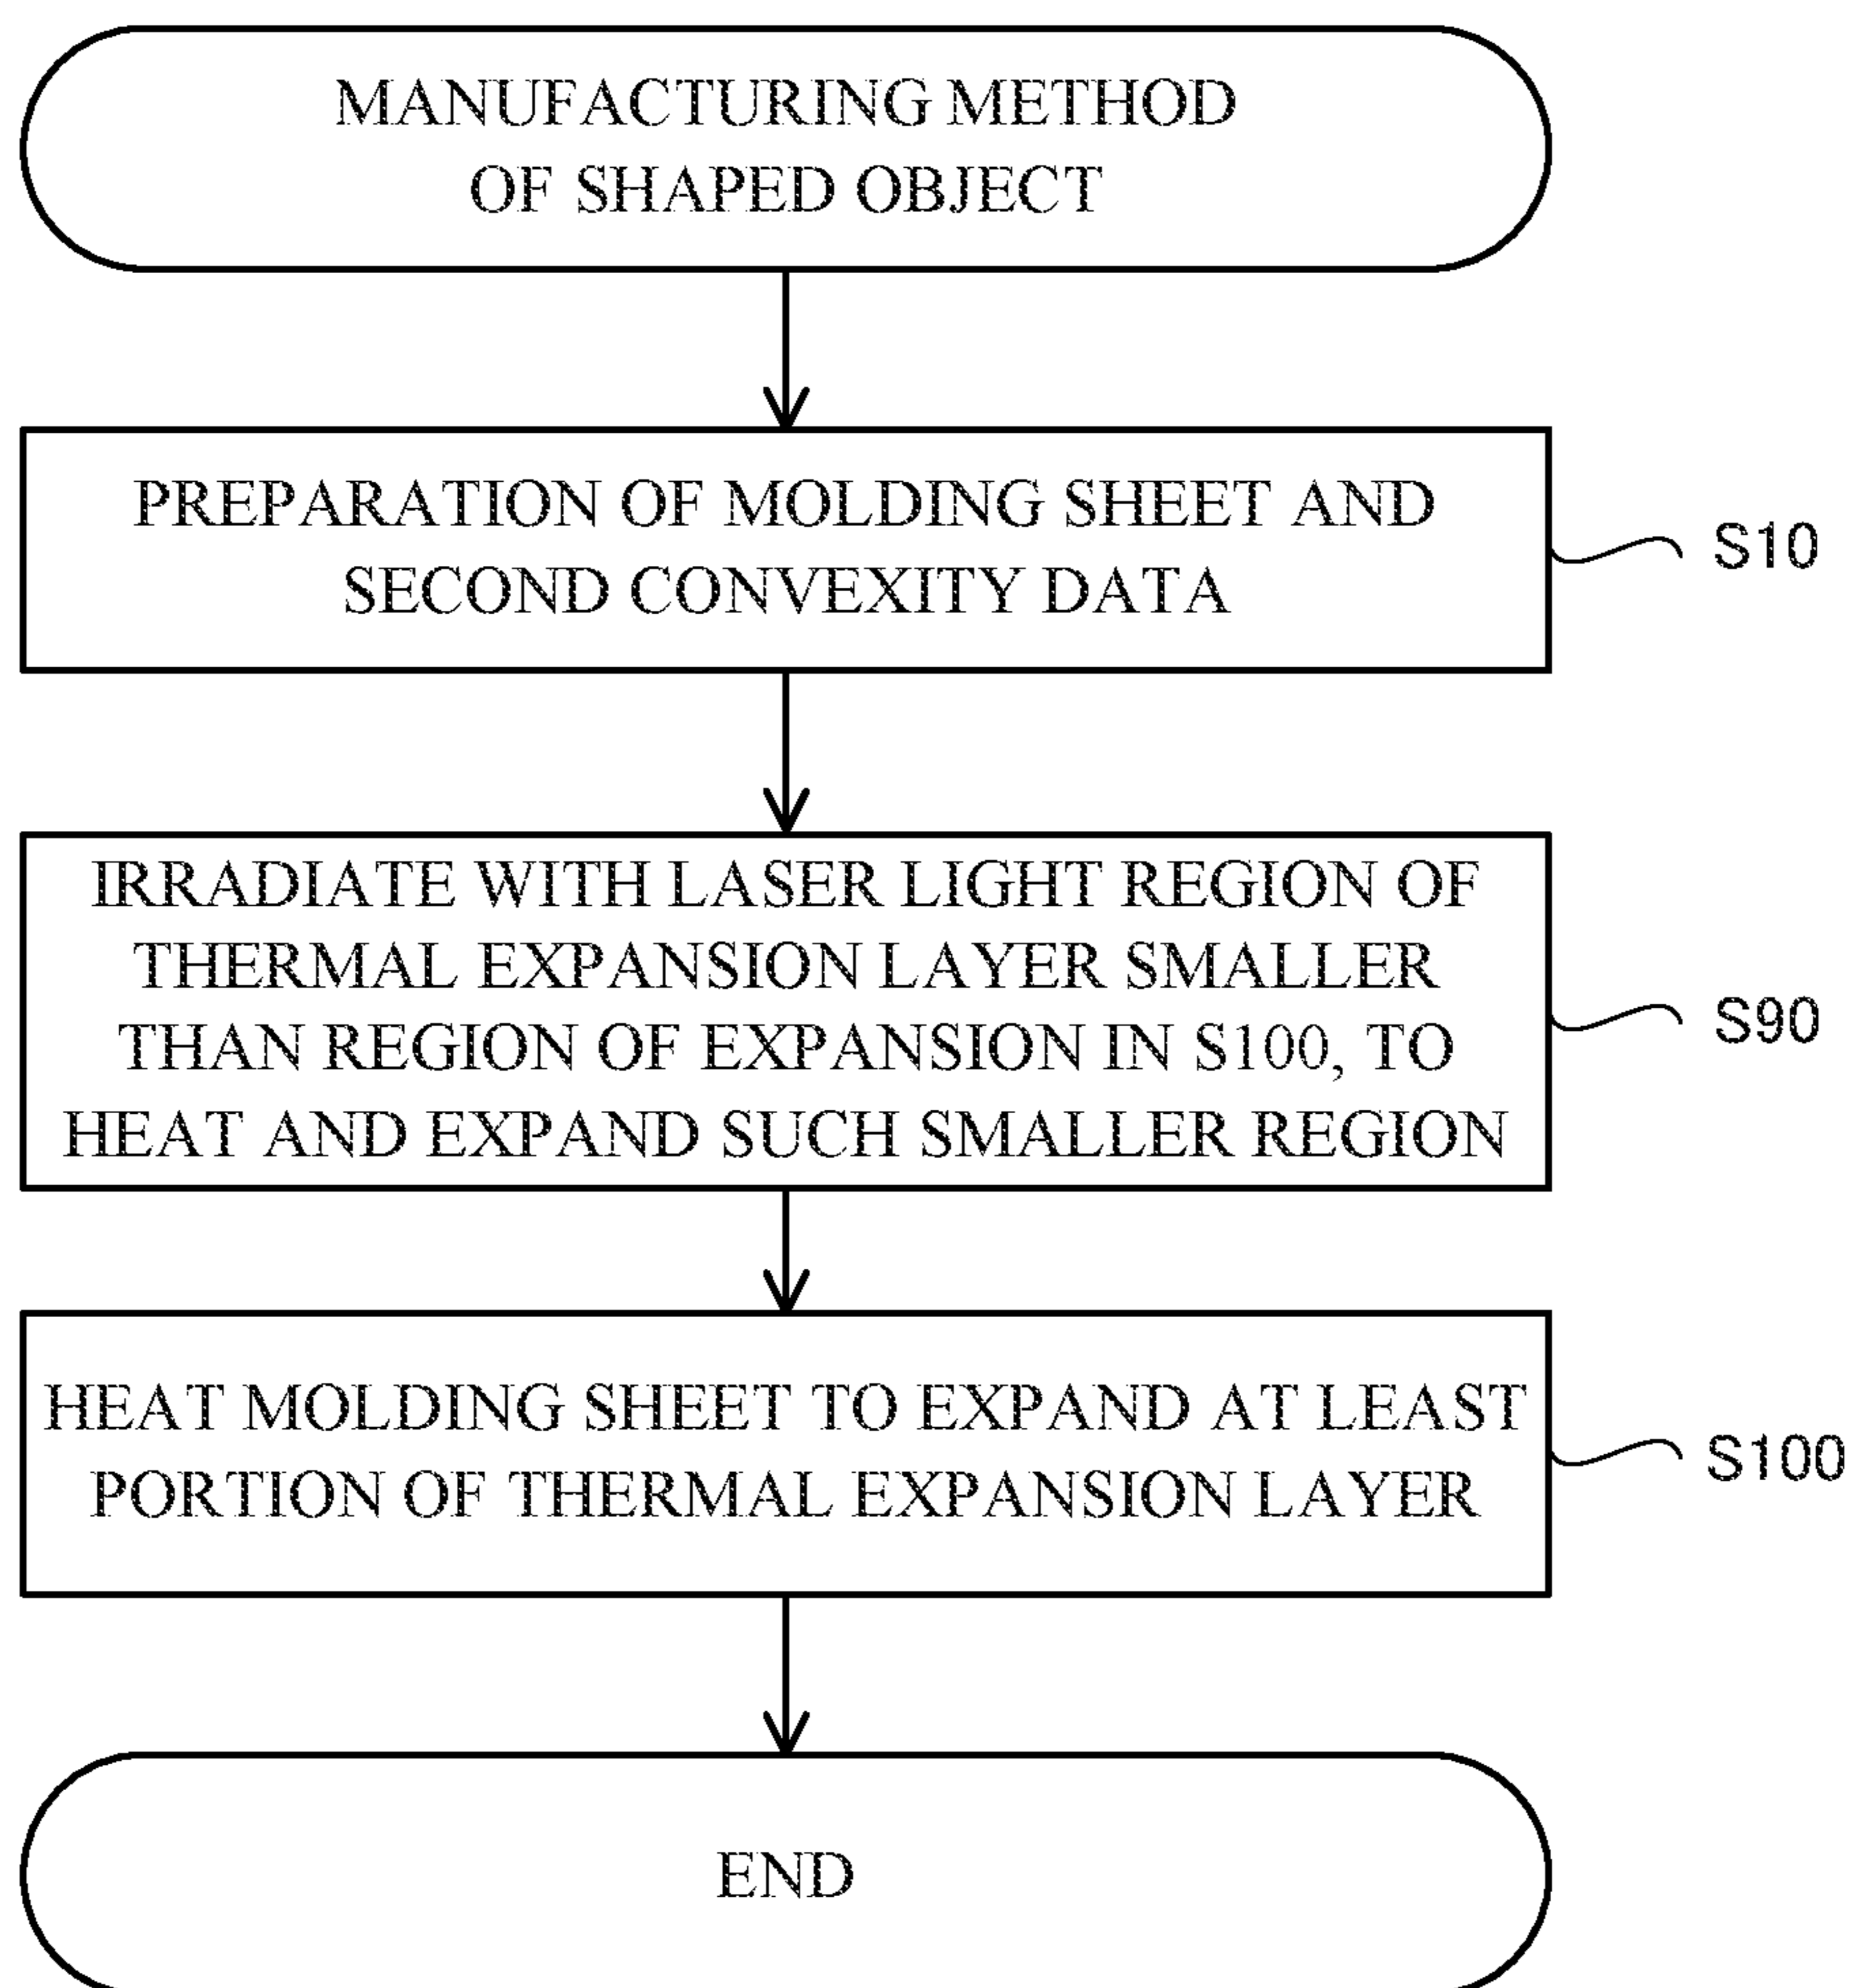 MANUFACTURING METHOD
OF SHAPED OBJECT
PREPARATION OF MOLDING SHEET AND
SECOND CONVEXITY DATA
S10
IRRADIATE WITH LASER LIGHT REGION OF
THERMAL EXPANSION LAYER SMALLER
THAN REGION OF EXPANSION IN S100, TO
HEAT AND EXPAND SUCH SMALLER REGION
S90
HEAT MOLDING SHEET TO EXPAND AT LEAST
PORTION OF THERMAL EXPANSION LAYER
S100
END